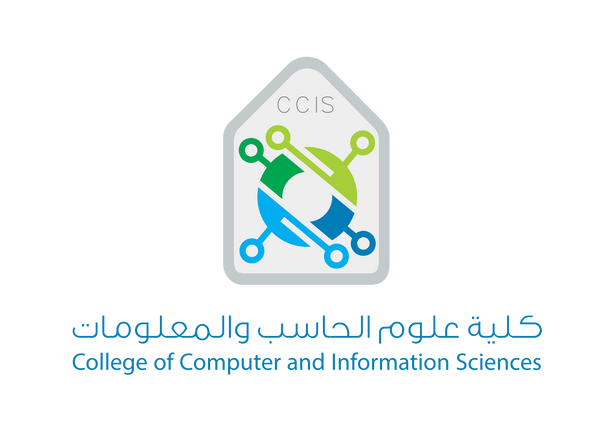 CCIS
كلية علوم الحاسب والمعلومات
College of Computer and Information Sciences